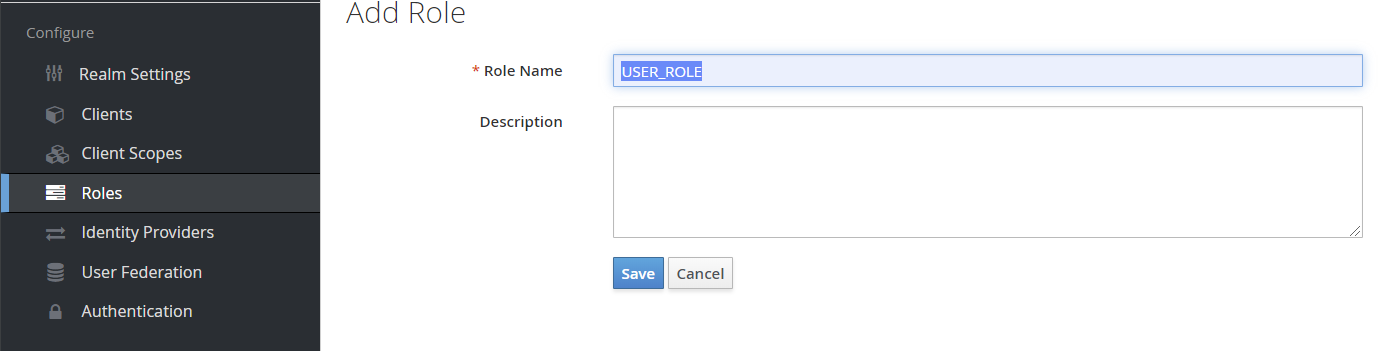 Add Role
Configure
* Role Name
USER_ROLE
Realm Settings
Clients
Description
Client Scopes
Roles
Identity Providers
User Federation
Save
Cancel
Authentication